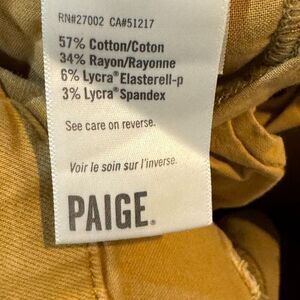 RN#27002 CA#51217
57% Cotton/Coton
34% Rayon/Rayonne
6% Lycra® Elasterell-p
3% Lycra® Spandex
See care on reverse.
Voir le soin sur l'inverse.
PAIGE®